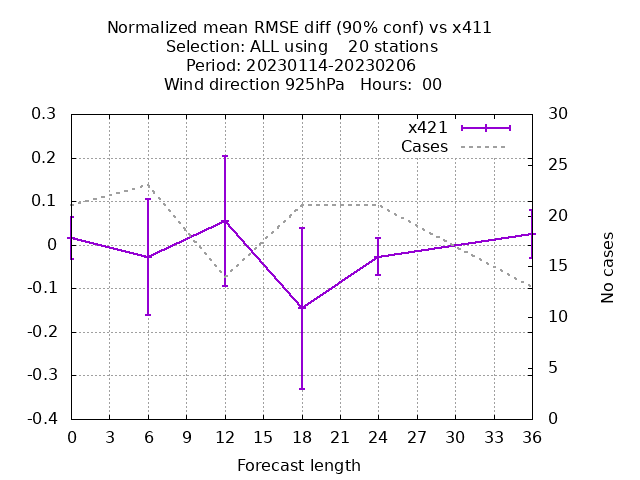 Normalized mean RMSE diff (90% conf) vs x411
Selection: ALL using    20 stations
Period: 20230114-20230206
Wind direction 925hPa   Hours:  00
0.3
0.2
0.1
0
-0.1
-0.2
-0.3
-0.4
30
25
20
15
10
5
0
x421
Cases
No cases
0 3 6 9 12 15 18 21 24 27 30 33 36
Forecast length